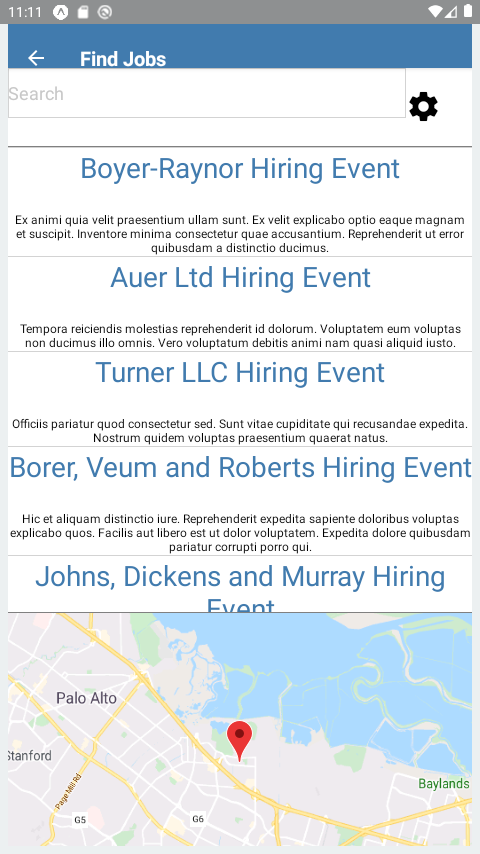 11:11
Find Jobs
Search
Boyer-Raynor Hiring Event
Ex animi quia velit praesentium ullam sunt. Ex velit explicabo optio eaque magnam
et suscipit. Inventore minima consectetur quae accusantium. Reprehenderit ut error
quibusdam a distinctio ducimus.
Auer Ltd Hiring Event
Tempora reiciendis molestias reprehenderit id dolorum. Voluptatem eum voluptas
non ducimus illo omnis. Vero voluptatum debitis animi nam quasi aliquid iusto.
Turner LLC Hiring Event
Officiis pariatur quod consectetur sed. Sunt vitae cupiditate qui recusandae expedita.
Nostrum quidem voluptas praesentium quaerat natus.
Borer, Veum and Roberts Hiring Event
Hic et aliquam distinctio iure. Reprehenderit expedita sapiente doloribus voluptas
explicabo quos. Facilis aut libero est ut dolor voluptatem. Expedita dolore quibusdam
pariatur corrupti porro qui.
Johns, Dickens and Murray Hiring
Event
Palo Alto
Stanford
Page Mill Rd
Baylands
G5
G6